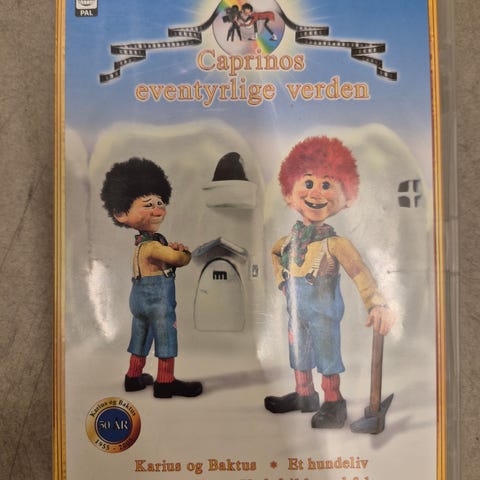 PAL
Caprinos
eventyrlige verden
Karius og Baktus
50 ÅR
Karius og Baktus * Et hundeliv